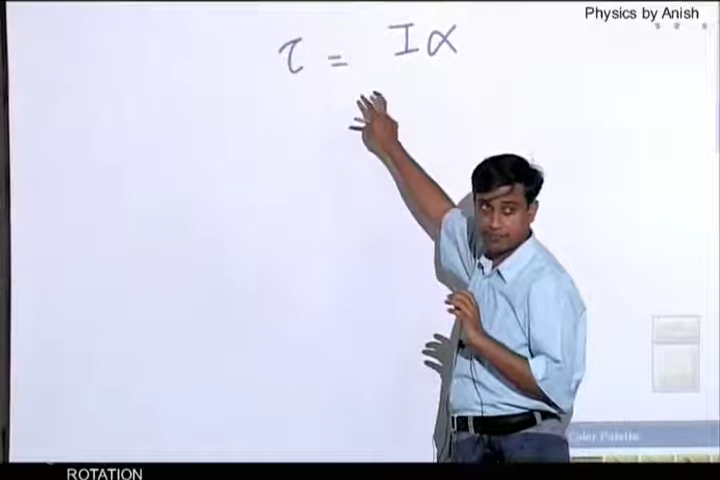 Physics by Anish
τ = Iα
Color Palette
ROTATION